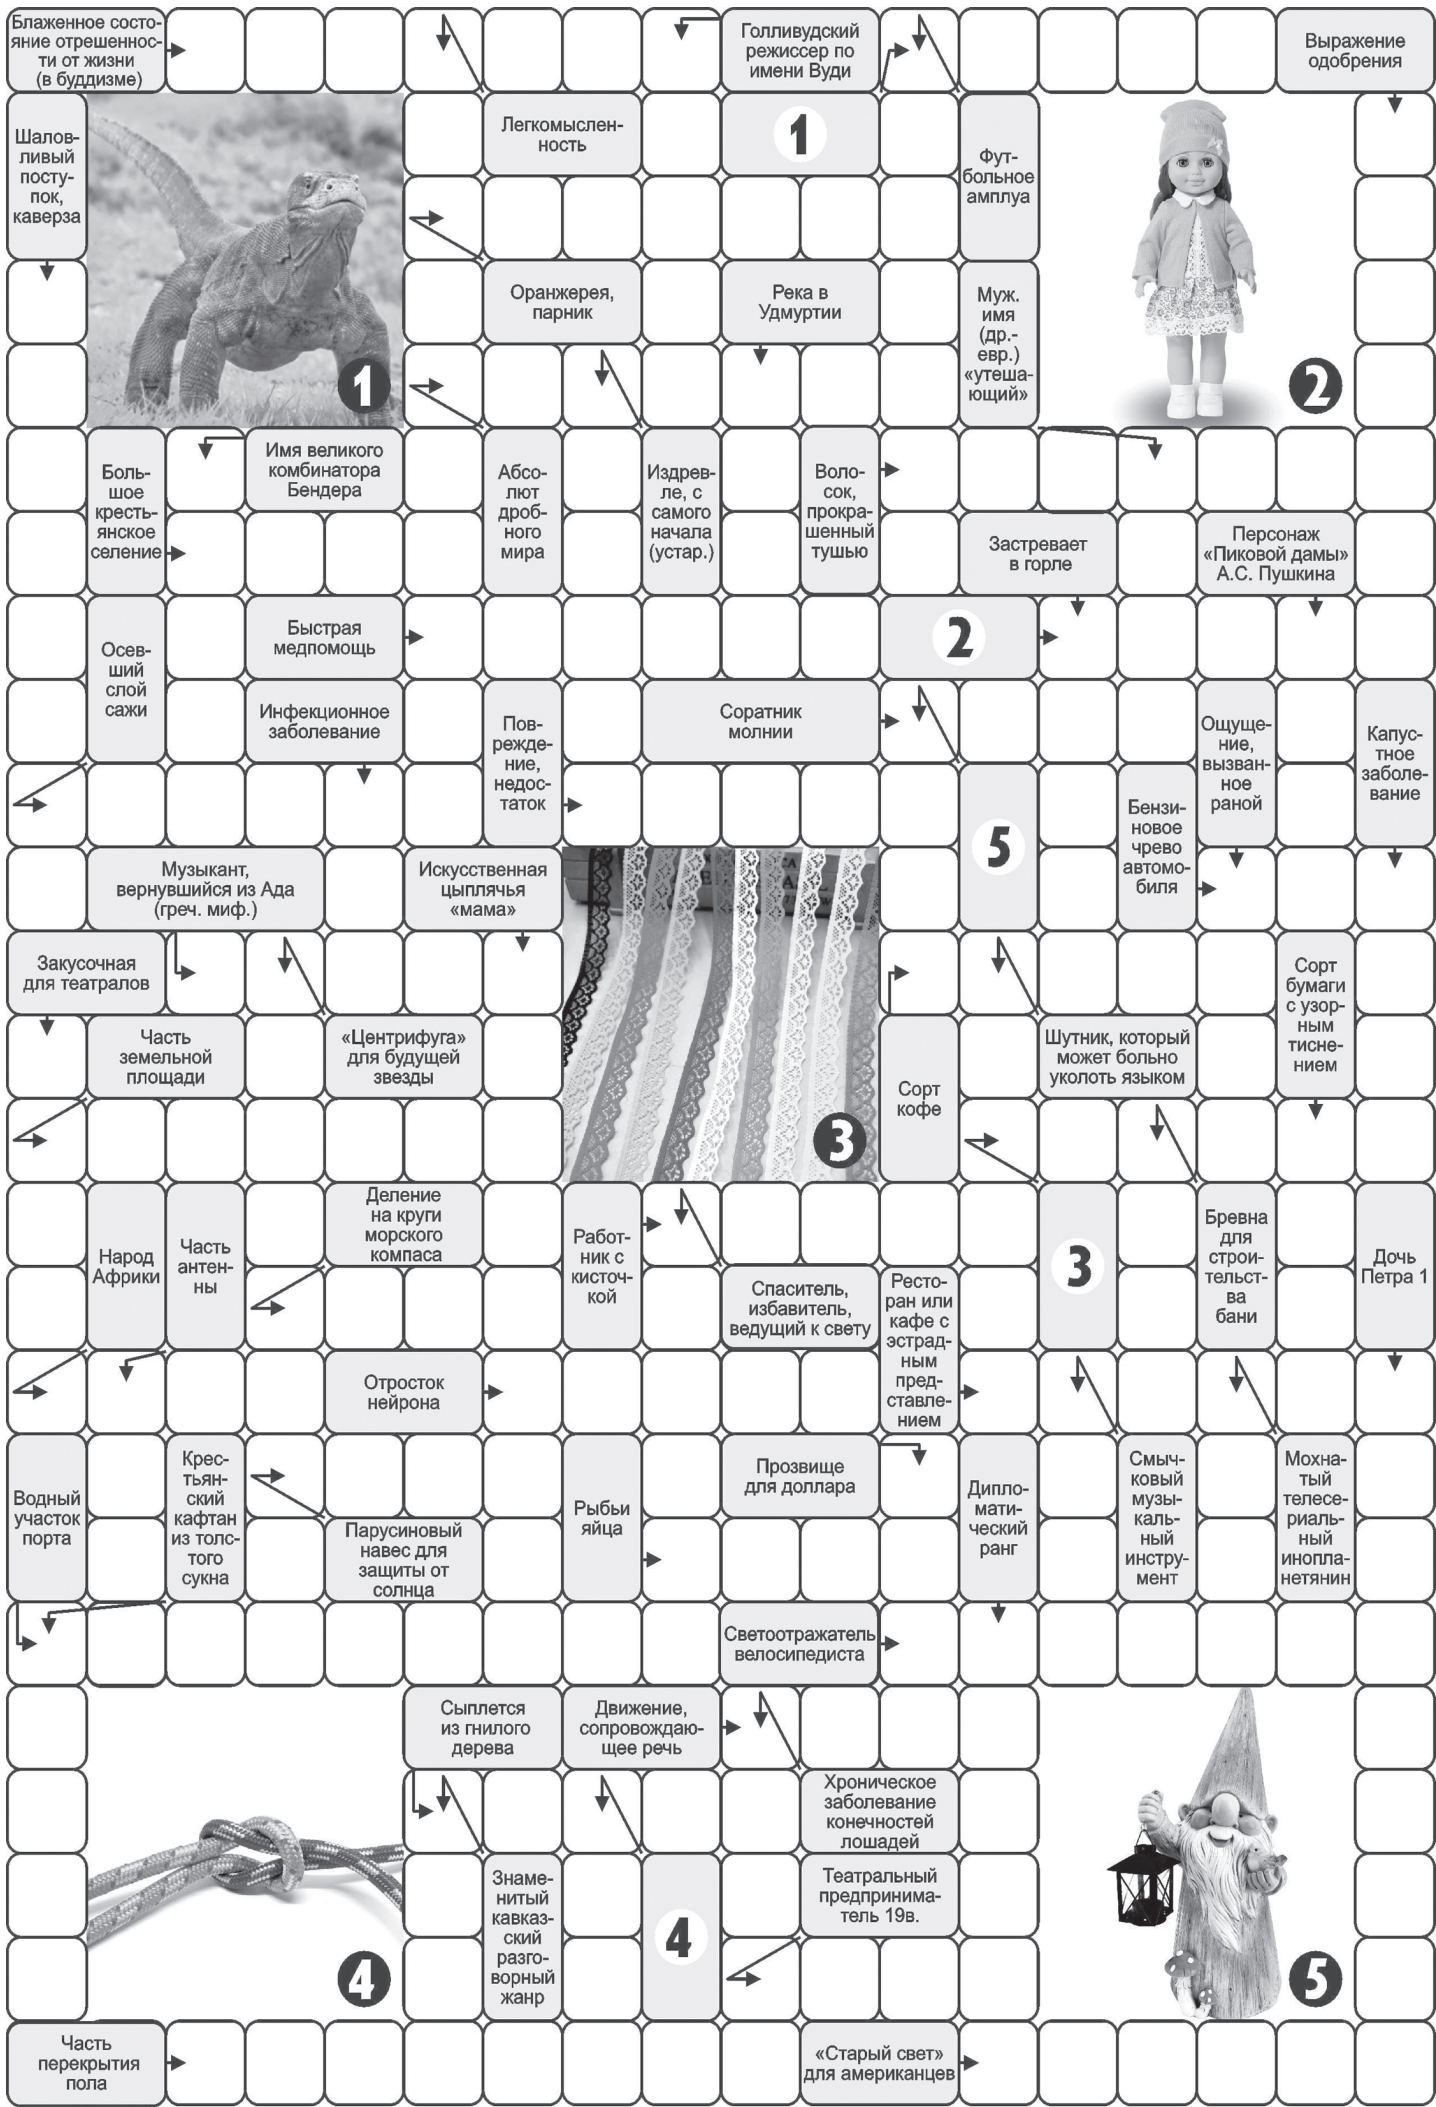 Блаженное состо-
яние отрешеннос-
ти от жизни
(в буддизме)
Голливудский
режиссер по
имени Вуди
Выражение
одобрения
Шалов-
ливый
посту-
пок,
каверза
Легкомыслен-
ность
1
Фут-
больное
амплуа
Оранжерея,
парник
Река в
Удмуртии
Муж.
имя
(др.-
евр.)
«утеша-
ющий»
1
2
Боль-
шое
кресть-
янское
селение
Имя великого
комбинатора
Бендера
Абсо-
лют
дроб-
ного
мира
Издрев-
ле, с
самого
начала
(устар.)
Воло-
сок,
прокра-
шенный
тушью
Застревает
в горле
Персонаж
«Пиковой дамы»
А.С. Пушкина
Осев-
ший
слой
сажи
Быстрая
медпомощь
2
Инфекционное
заболевание
Пов-
режде-
ние,
недос-
таток
Соратник
молнии
Ощуще-
ние,
вызван-
ное
раной
Капус-
тное
заболе-
вание
5
Бензи-
новое
чрево
автомо-
биля
Музыкант,
вернувшийся из Ада
(греч. миф.)
Искусственная
цыплячья
«мама»
Закусочная
для театралов
Сорт
бумаги
с узор-
ным
тисне-
нием
Часть
земельной
площади
«Центрифуга»
для будущей
звезды
3
Сорт
кофе
Шутник, который
может больно
уколоть языком
Народ
Африки
Часть
антен-
ны
Деление
на круги
морского
компаса
Работ-
ник с
кисточ-
кой
Спаситель,
избавитель,
ведущий к свету
Ресто-
ран или
кафе с
эстрад-
ным
пред-
ставле-
нием
3
Бревна
для
строи-
тельст-
ва
бани
Дочь
Петра 1
Отросток
нейрона
Водный
участок
порта
Крес-
тьян-
ский
кафтан
из толс-
того
сукна
Парусиновый
навес для
защиты от
солнца
Рыбьи
яйца
Прозвище
для доллара
Дипло-
мати-
ческий
ранг
Смыч-
ковый
музы-
каль-
ный
инстру-
мент
Мохна-
тый
телесе-
риаль-
ный
инопла-
нетянин
Светоотражатель
велосипедиста
Сыплется
из гнилого
дерева
Движение,
сопровождаю-
щее речь
Хроническое
заболевание
конечностей
лошадей
Знаме-
нитый
кавказ-
ский
разго-
ворный
жанр
4
Театральный
предпринима-
тель 19в.
4
5
Часть
перекрытия
пола
«Старый свет»
для американцев